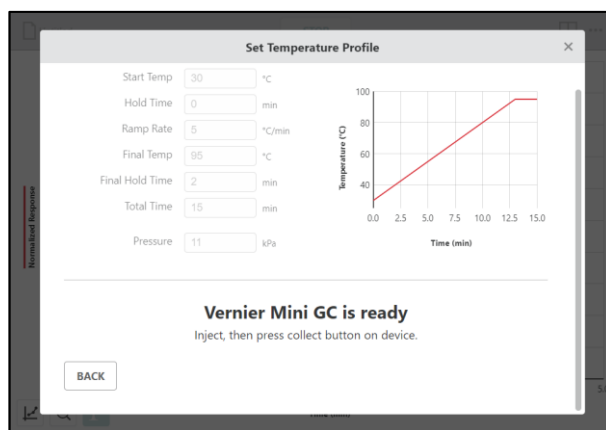 Set Temperature Profile ×
Start Temp 30 °C
Hold Time 0 min
Ramp Rate 5 °C/min
Final Temp 95 °C
Final Hold Time 2 min
Total Time 15 min
Pressure 11 kPa
Temperature (°C)
100
80
60
40
0.0 2.5 5.0 7.5 10.0 12.5 15.0
Time (min)
Normalized Response
Vernier Mini GC is ready
Inject, then press collect button on device.
BACK